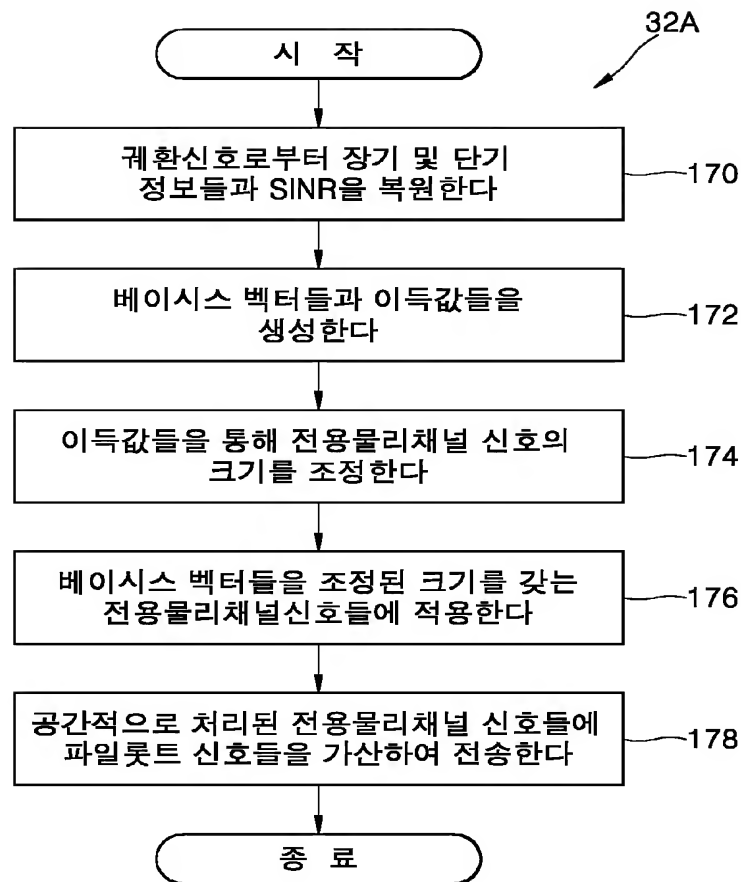 32A
시 작
궤환신호로부터 장기 및 단기
정보들과 SINR을 복원한다
170
베이시스 벡터들과 이득값들을
생성한다
172
이득값들을 통해 전용물리채널 신호의
크기를 조정한다
174
베이시스 벡터들을 조정된 크기를 갖는
전용물리채널신호들에 적용한다
176
공간적으로 처리된 전용물리채널 신호들에
파일롯트 신호들을 가산하여 전송한다
178
종 료